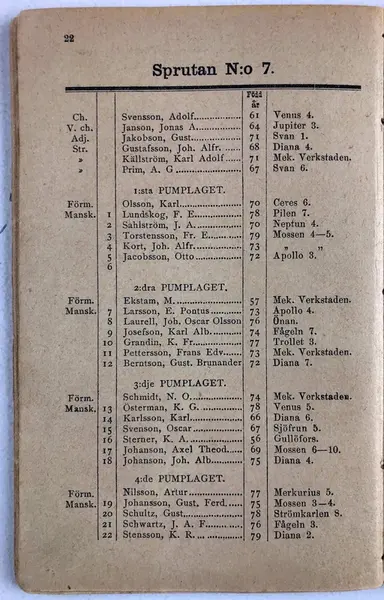 22
Sprutan N:o 7.
Född år
Ch. Svensson, Adolf 61 Venus 4.
V. ch. Janson, Jonas A. 64 Jupiter 3.
Adj. Jakobson, Gust. 71 Svan 1.
Str. Gustafsson, Joh. Alfr. 68 Diana 4.
» Källström, Karl Adolf 71 Mek. Verkstaden.
» Prim, A. G. 67 Svan 6.
1:sta PUMPLAGET.
Förm. Olsson, Karl 70 Ceres 6.
Mansk. 1 Lundskog, F. E. 78 Pilen 7.
2 Sahlström, J. A. 70 Neptun 4.
3 Torstensson, Fr. E. 79 Mossen 4—5.
4 Kort, Joh. Alfr. 73 „ „
5 Jacobsson, Otto 72 Apollo 3.
6
2:dra PUMPLAGET.
Förm. Ekstam, M. 57 Mek. Verkstaden.
Mansk. 7 Larsson, E. Pontus 73 Apollo 4.
8 Laurell, Joh. Oscar Olsson 76 Önan.
9 Josefson, Karl Alb. 74 Fågeln 7.
10 Grandin, K. Fr. 77 Trollet 3.
11 Pettersson, Frans Edv. 73 Mek. Verkstaden.
12 Berntson, Gust. Brunander 72 Diana 7.
3:dje PUMPLAGET.
Förm. Schmidt, N. O. 74 Mek. Verkstaden.
Mansk. 13 Österman, K. G. 78 Venus 5.
14 Karlsson, Karl 66 Diana 6.
15 Svenson, Oscar 67 Sjöfrun 5.
16 Sterner, K. A. 56 Gullöfors.
17 Johanson, Axel Theod. 69 Mossen 6—10.
18 Johanson, Joh. Alb. 75 Diana 4.
4:de PUMPLAGET.
Förm. Nilsson, Artur 77 Merkurius 5.
Mansk. 19 Johansson, Gust. Ferd. 75 Mossen 3—4.
20 Schultz, Gust. 78 Strömkarlen 8.
21 Schwartz, J. A. F. 76 Fågeln 3.
22 Stensson, K. R. 79 Diana 2.